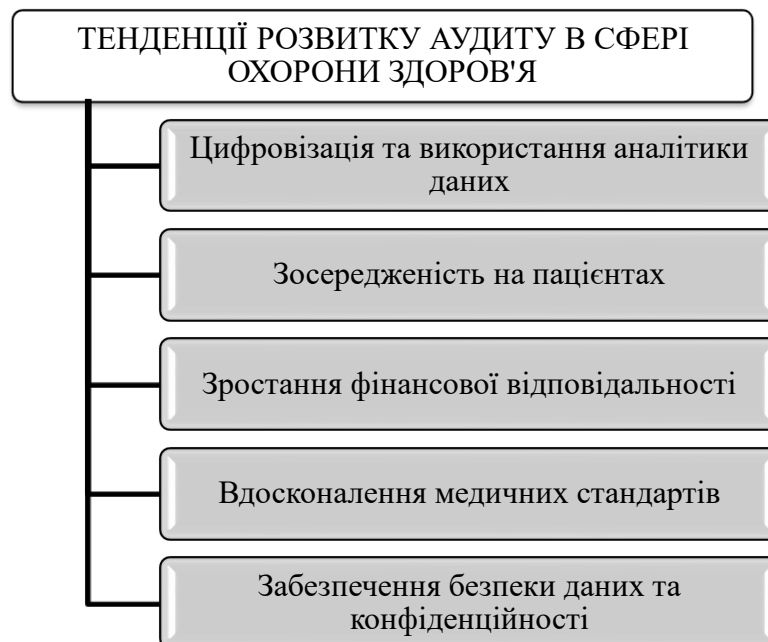 ТЕНДЕНЦІЇ РОЗВИТКУ АУДИТУ В СФЕРІ
ОХОРОНИ ЗДОРОВ'Я
Цифровізація та використання аналітики
даних
Зосередженість на пацієнтах
Зростання фінансової відповідальності
Вдосконалення медичних стандартів
Забезпечення безпеки даних та
конфіденційності